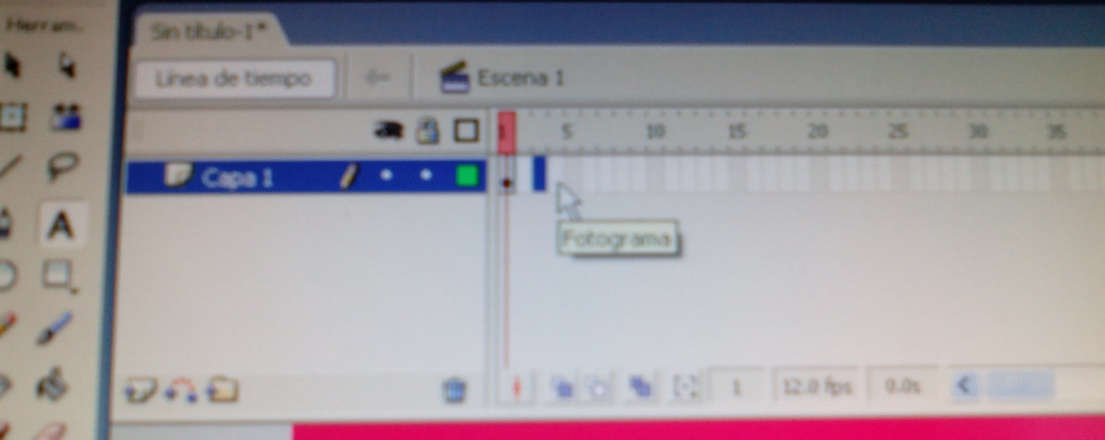 Herram..
Sin título-1*
Línea de tiempo
Escena 1
1 5 10 15 20 25 30 35
Capa 1
A
Fotograma
1 12.0 fps 0.0s